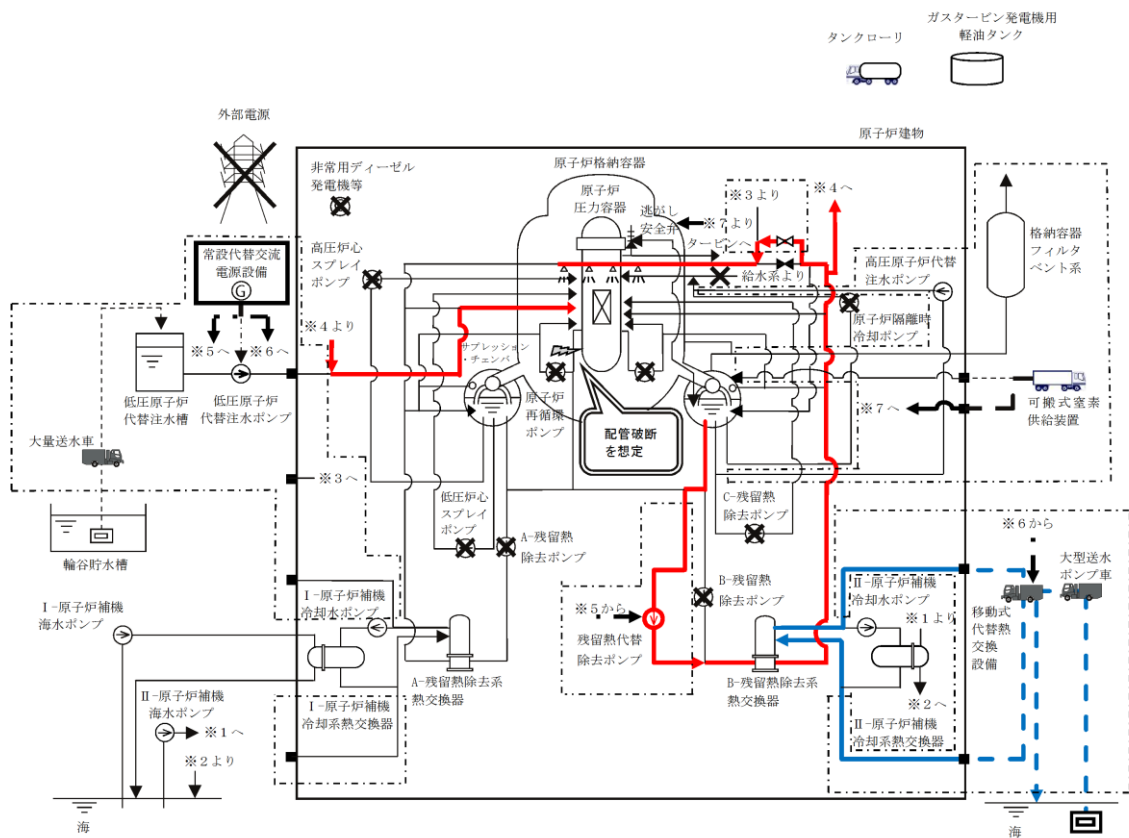 タンクローリ
ガスタービン発電機用
軽油タンク
外部電源
原子炉建物
非常用ディーゼル
発電機等
原子炉格納容器
原子炉
圧力容器
逃がし
安全弁
※７より
タービンへ
※３より
※４へ
給水系より
高圧炉心
スプレイ
ポンプ
常設代替交流
電源設備
G
※５へ
※６へ
※４より
低圧原子炉
代替注水槽
低圧原子炉
代替注水ポンプ
大量送水車
※３へ
輪谷貯水槽
サプレッション
・チェンバ
原子炉
再循環
ポンプ
配管破断
を想定
高圧原子炉代替
注水ポンプ
原子炉隔離時
冷却ポンプ
格納容器
フィルタ
ベント系
可搬式窒素
供給装置
※７へ
低圧炉心
スプレイ
ポンプ
A-残留熱
除去ポンプ
C-残留熱
除去ポンプ
B-残留熱
除去ポンプ
※５から
残留熱代替
除去ポンプ
Ⅰ-原子炉補機
海水ポンプ
Ⅱ-原子炉補機
海水ポンプ
※１へ
※２より
海
Ⅰ-原子炉補機
冷却水ポンプ
A-残留熱除去系
熱交換器
Ⅰ-原子炉補機
冷却系熱交換器
B-残留熱除去系
熱交換器
Ⅱ-原子炉補機
冷却水ポンプ
※１より
※２へ
Ⅱ-原子炉補機
冷却系熱交換器
※６から
大型送水
ポンプ車
移動式
代替熱
交換
設備
海